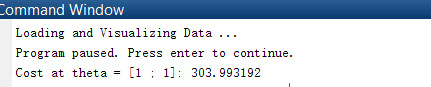 Command Window
Loading and Visualizing Data ...
Program paused. Press enter to continue.
Cost at theta = [1 ; 1]: 303.993192